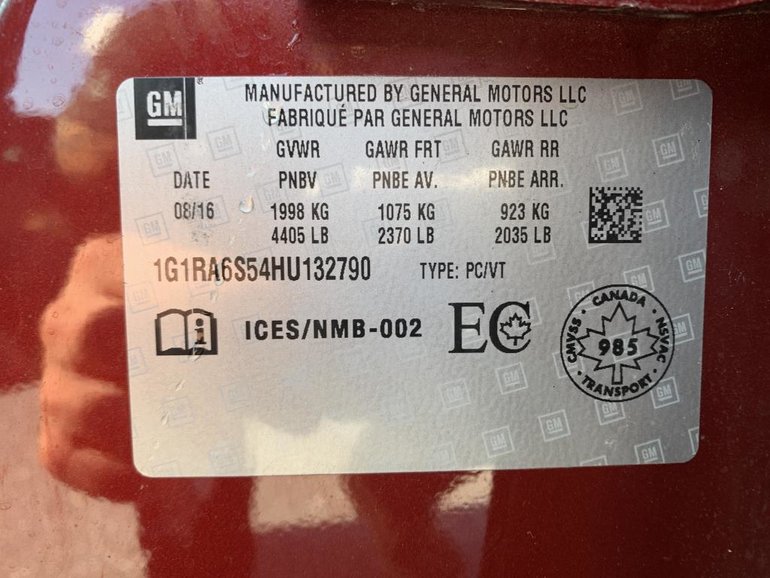 GM MANUFACTURED BY GENERAL MOTORS LLC
FABRIQUÉ PAR GENERAL MOTORS LLC
GVWR GAWR FRT GAWR RR
DATE PNBV PNBE AV. PNBE ARR.
08/16 1998 KG 1075 KG 923 KG
4405 LB 2370 LB 2035 LB
1G1RA6S54HU132790 TYPE: PC/VT
ICES/NMB-002 EC
CANADA
CMVSS 985 NSVAC
TRANSPORT